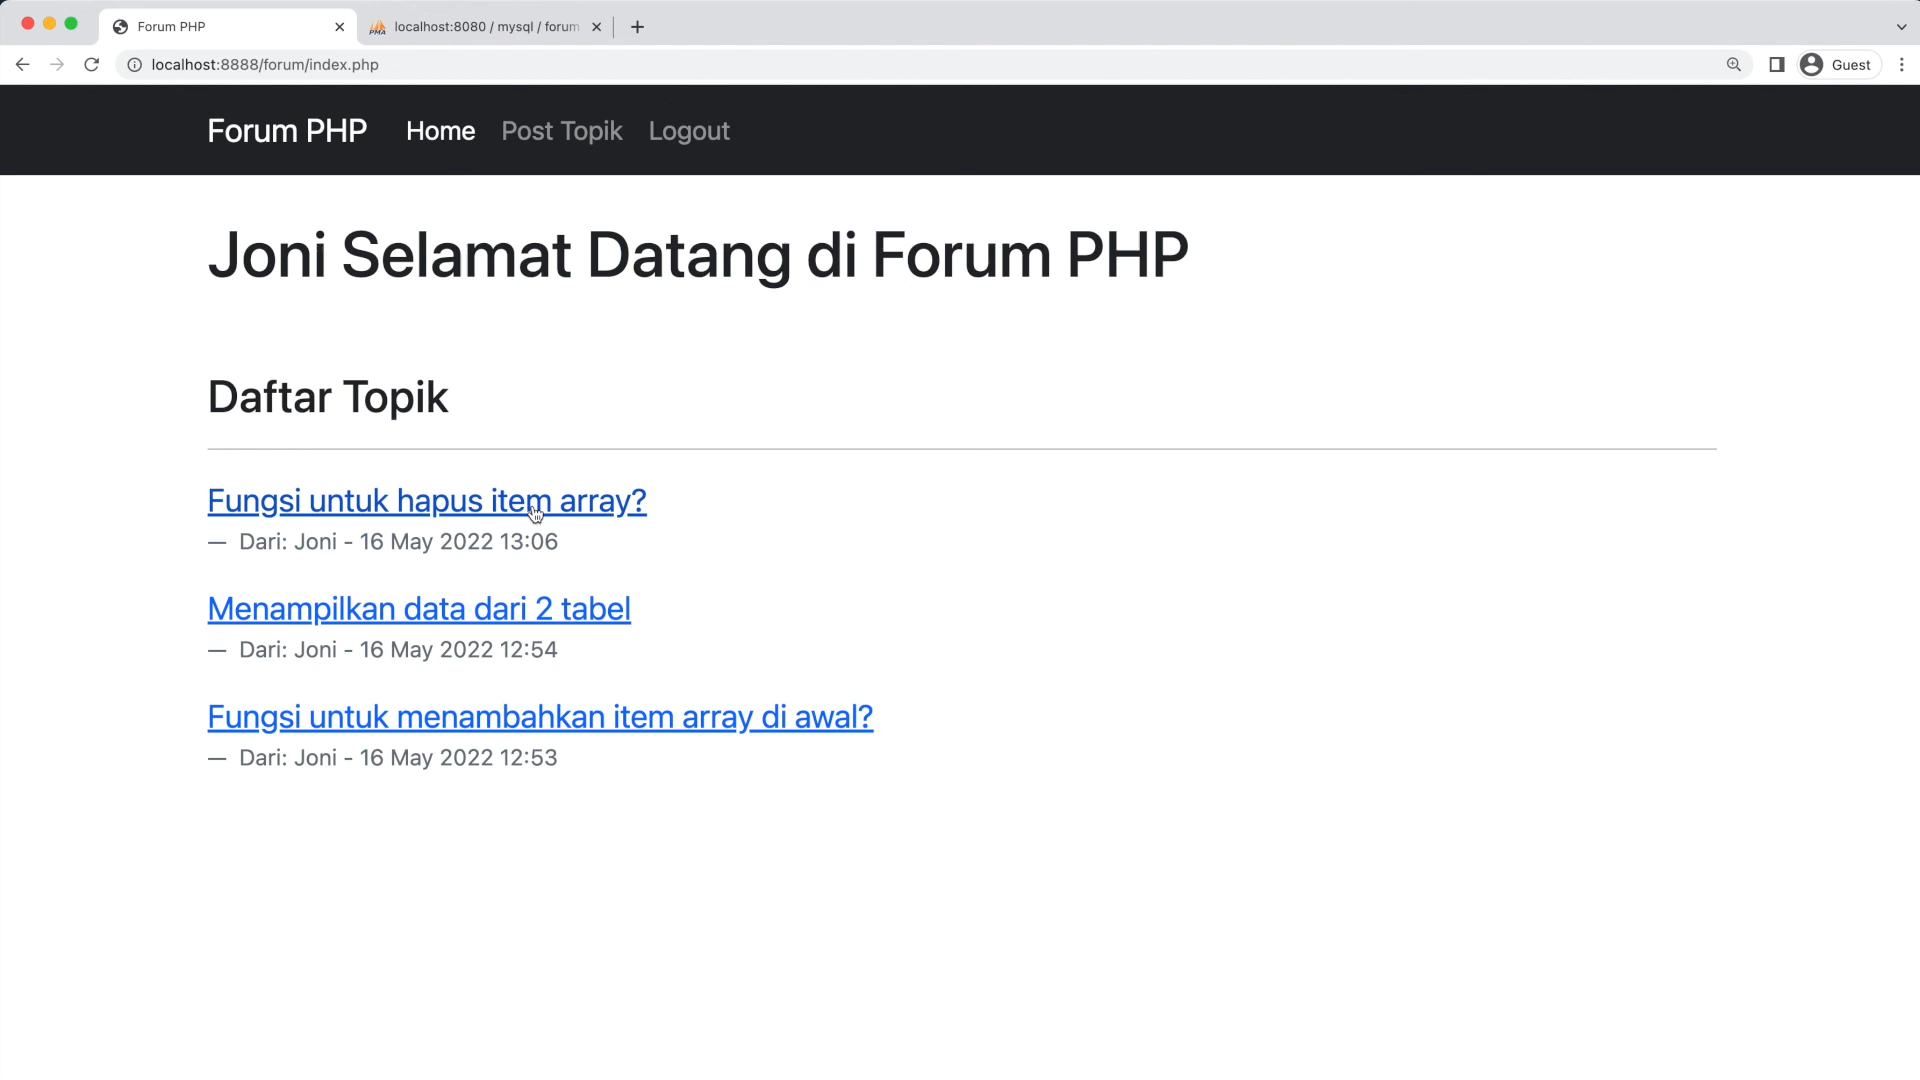 Forum PHP
localhost:8080 / mysql / forum
localhost:8888/forum/index.php
Guest
Forum PHP Home Post Topik Logout
Joni Selamat Datang di Forum PHP
Daftar Topik
Fungsi untuk hapus item array?
— Dari: Joni - 16 May 2022 13:06
Menampilkan data dari 2 tabel
— Dari: Joni - 16 May 2022 12:54
Fungsi untuk menambahkan item array di awal?
— Dari: Joni - 16 May 2022 12:53